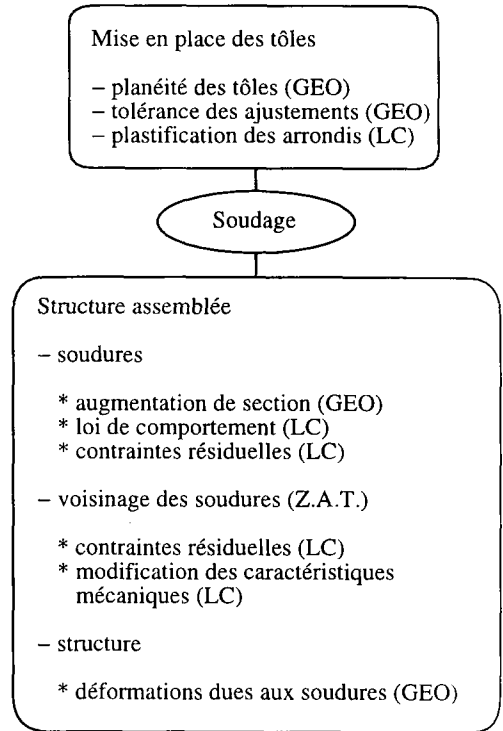 Mise en place des tôles
– planéité des tôles (GEO)
– tolérance des ajustements (GEO)
– plastification des arrondis (LC)
Soudage
Structure assemblée
– soudures
* augmentation de section (GEO)
* loi de comportement (LC)
* contraintes résiduelles (LC)
– voisinage des soudures (Z.A.T.)
* contraintes résiduelles (LC)
* modification des caractéristiques
mécaniques (LC)
– structure
* déformations dues aux soudures (GEO)